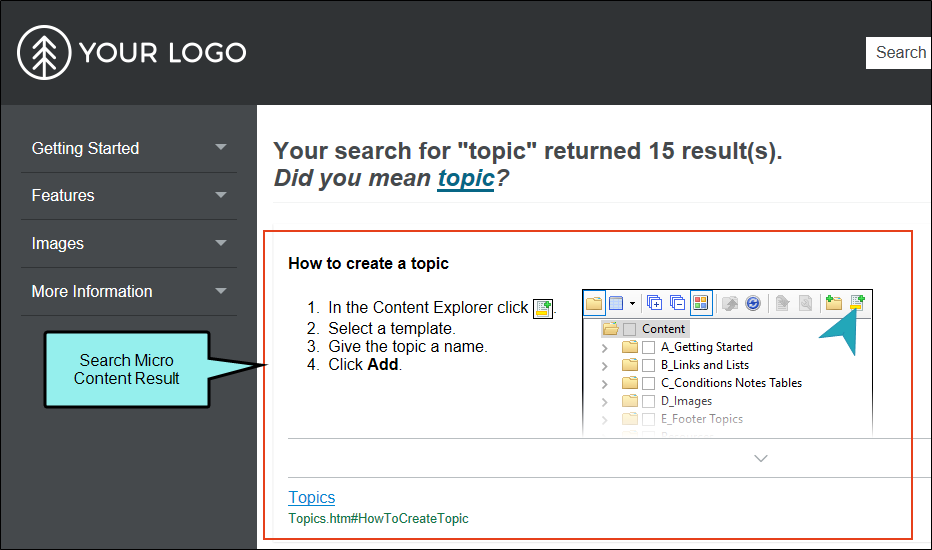 YOUR LOGO
Search
Getting Started
Features
Images
More Information
Search Micro
Content Result
Your search for "topic" returned 15 result(s).
Did you mean topic?
How to create a topic
1. In the Content Explorer click .
2. Select a template.
3. Give the topic a name.
4. Click Add.
Content
A_Getting Started
B_Links and Lists
C_Conditions Notes Tables
D_Images
E_Footer Topics
Topics
Topics.htm#HowToCreateTopic